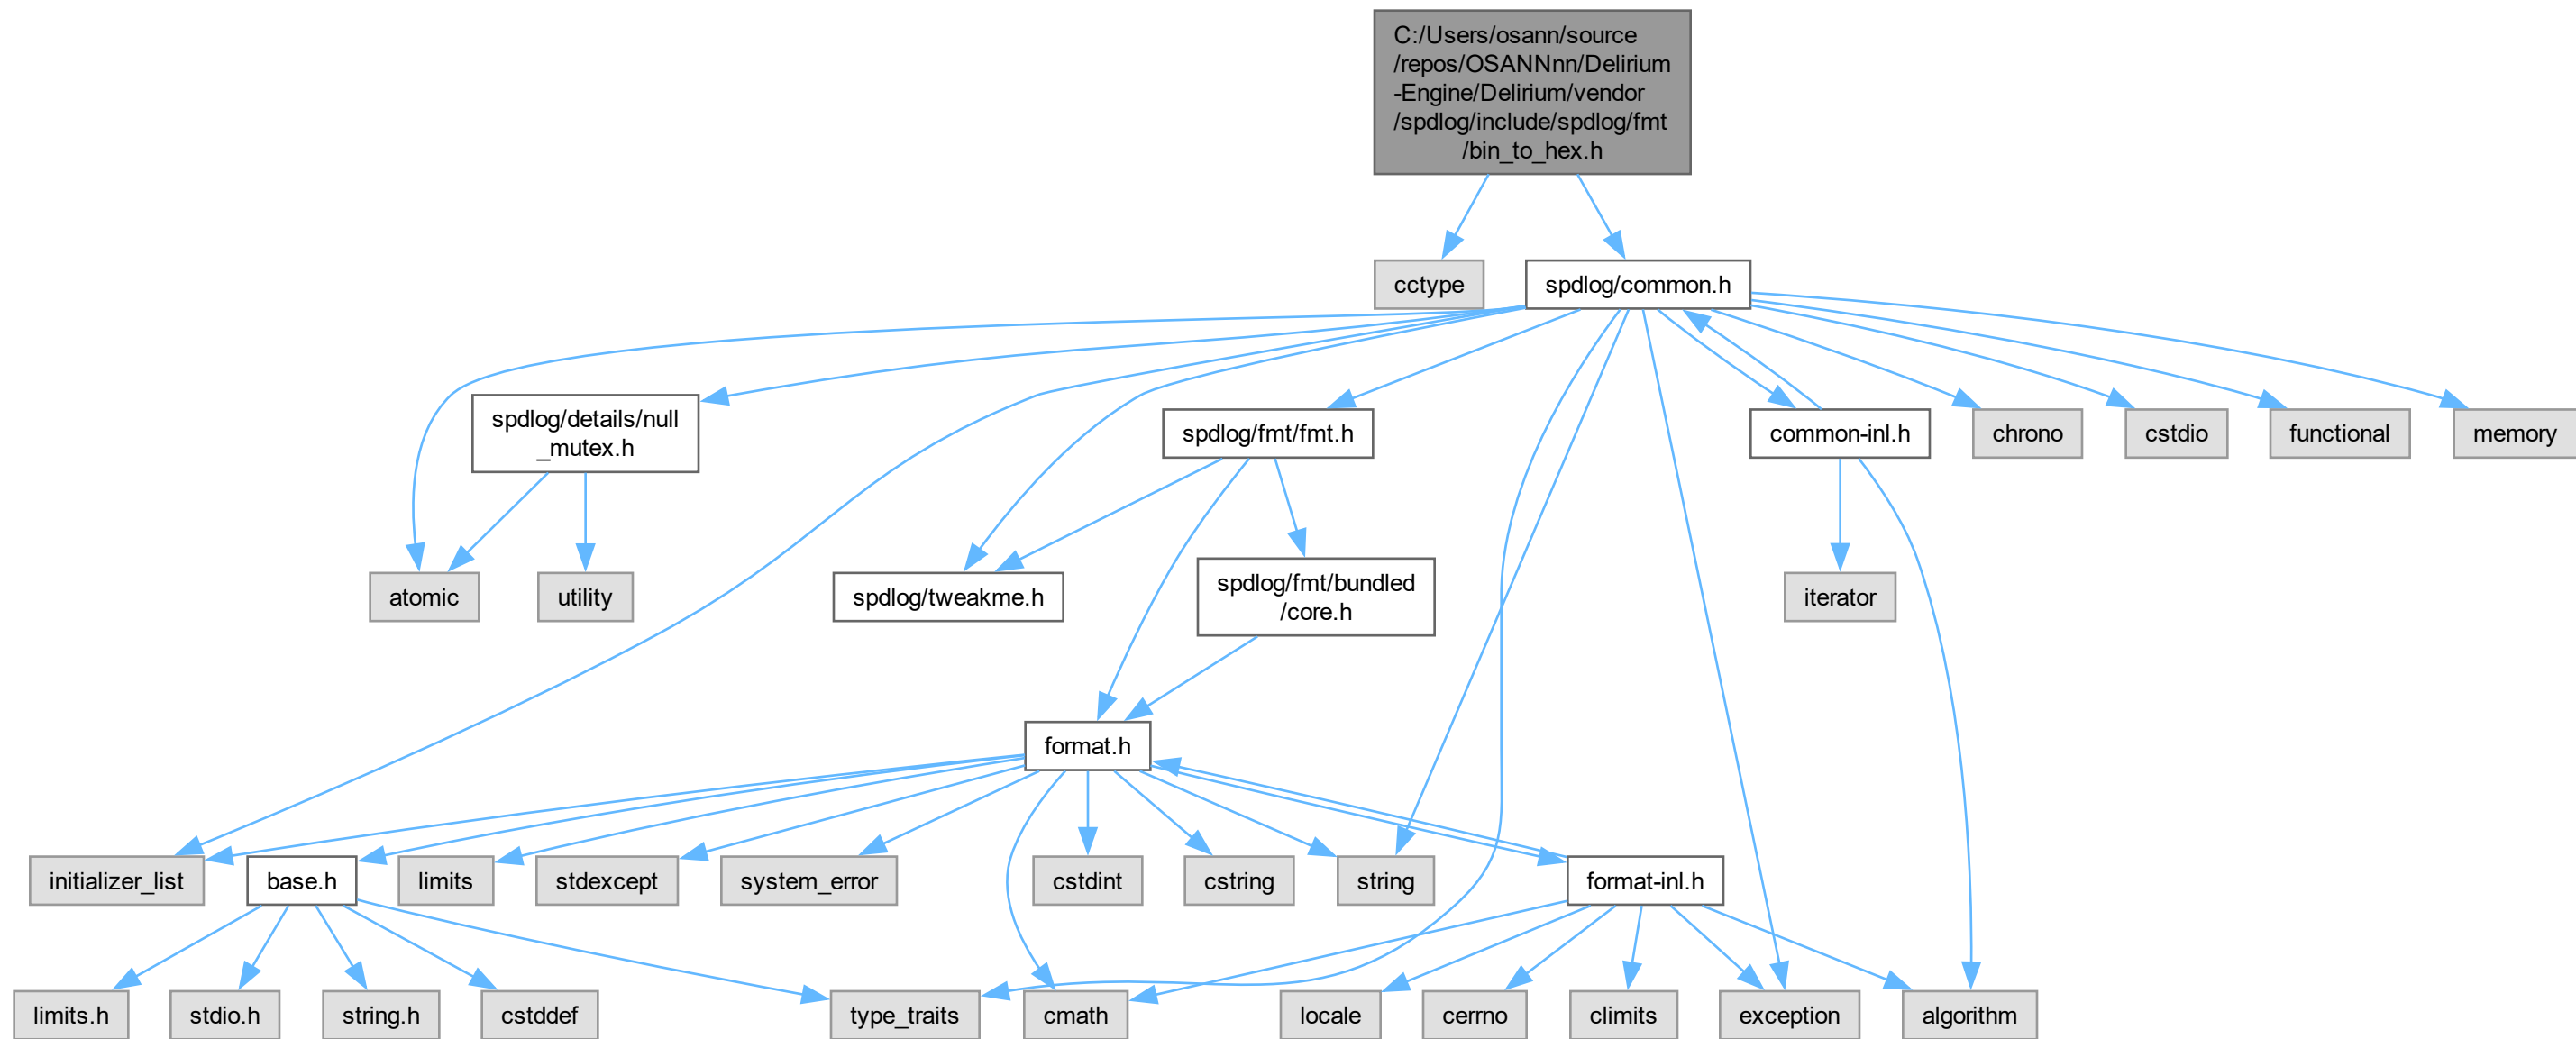 C:/Users/osann/source
/repos/OSANNnn/Delirium
-Engine/Delirium/vendor
/spdlog/include/spdlog/fmt
/bin_to_hex.h
cctype
spdlog/common.h
spdlog/details/null
_mutex.h
spdlog/fmt/fmt.h
common-inl.h
chrono
cstdio
functional
memory
atomic
utility
spdlog/tweakme.h
spdlog/fmt/bundled
/core.h
iterator
format.h
initializer_list
base.h
limits
stdexcept
system_error
cstdint
cstring
string
format-inl.h
limits.h
stdio.h
string.h
cstddef
type_traits
cmath
locale
cerrno
climits
exception
algorithm